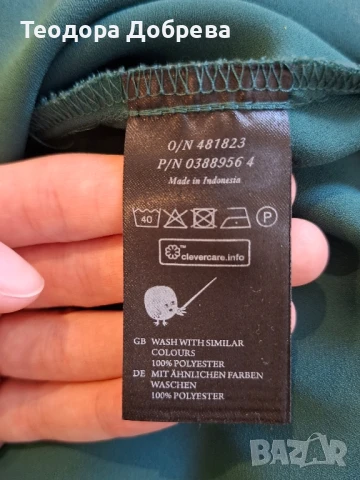 Теодора Добрева
O/N 481823
P/N 0388956 4
Made in Indonesia
40 P
™
clevercare.info
GB WASH WITH SIMILAR
COLOURS
100% POLYESTER
DE MIT ÄHNLICHEN FARBEN
WASCHEN
100% POLYESTER
BAZAR